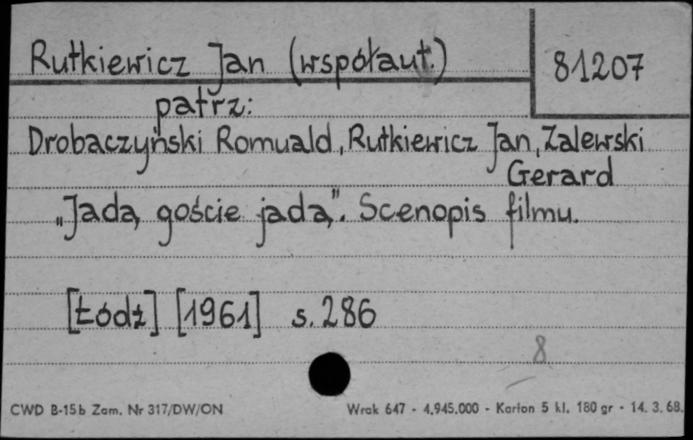 Rutkiewicz Jan (współaut.) 81207
patrz:
Drobaczyński Romuald, Rutkiewicz Jan, Zalewski
Gerard
„Jadą goście jadą". Scenopis filmu.
[Łódź] [1961] s. 286
8
CWD B-15b Zam. Nr 317/DW/ON Wrak 647 - 4.945.000 - Karton 5 kl. 180 gr - 14. 3. 68.